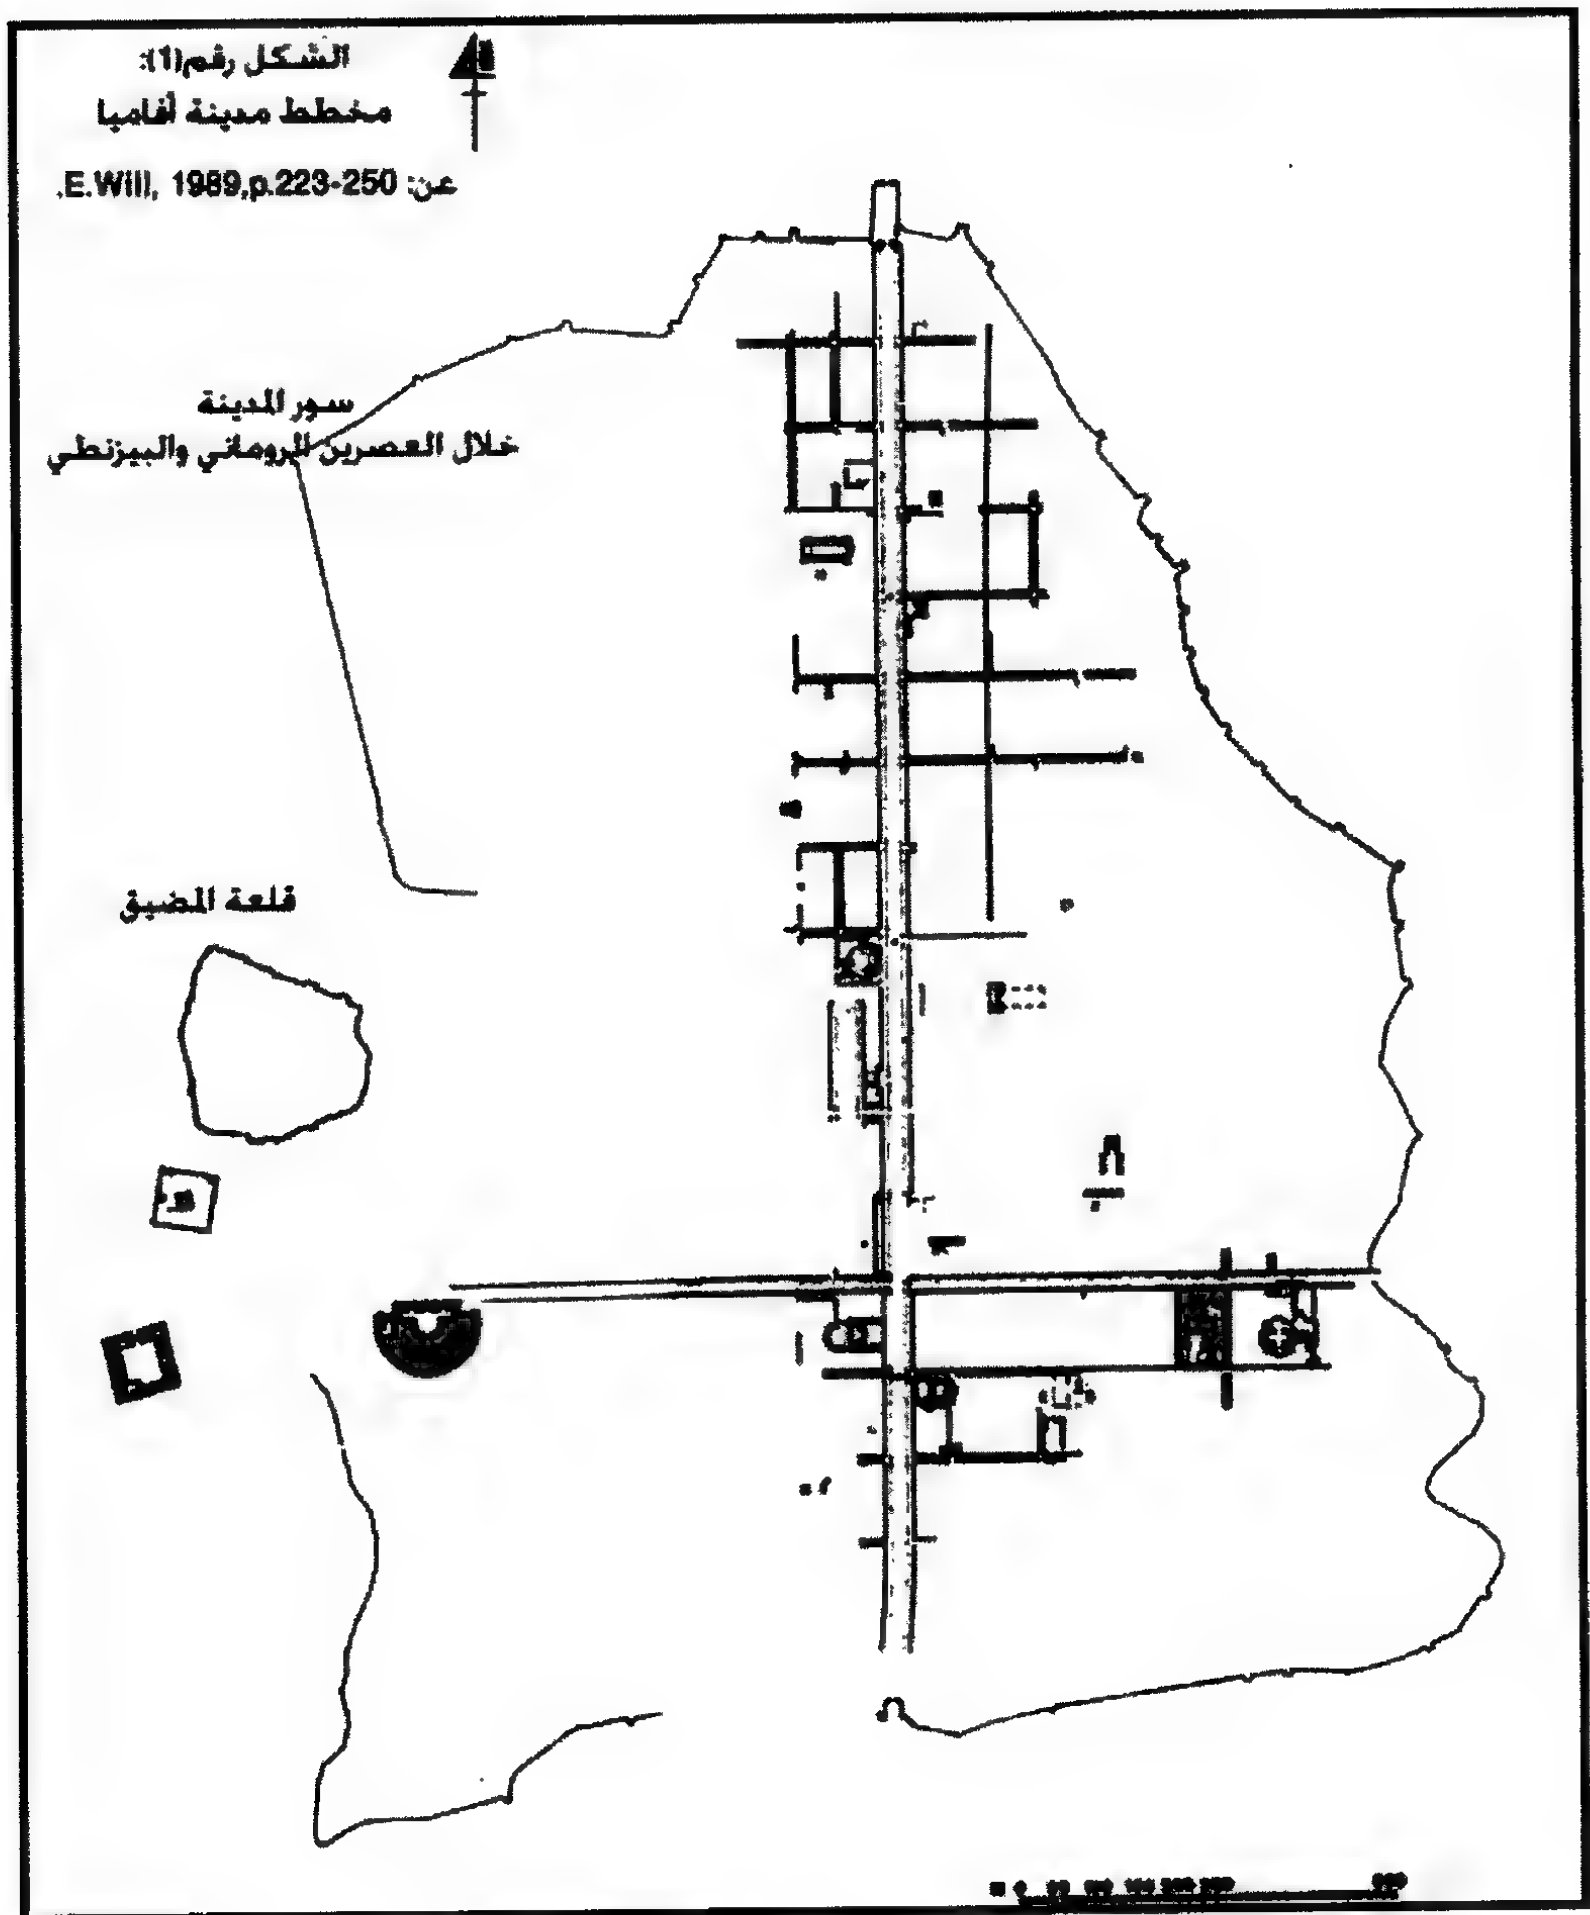 الشكل رقم(1):
مخطط مدينة أفاميا
عن: E.Will, 1989,p.223-250.
سور المدينة
خلال العصرين الروماني والبيزنطي
قلعة المضيق